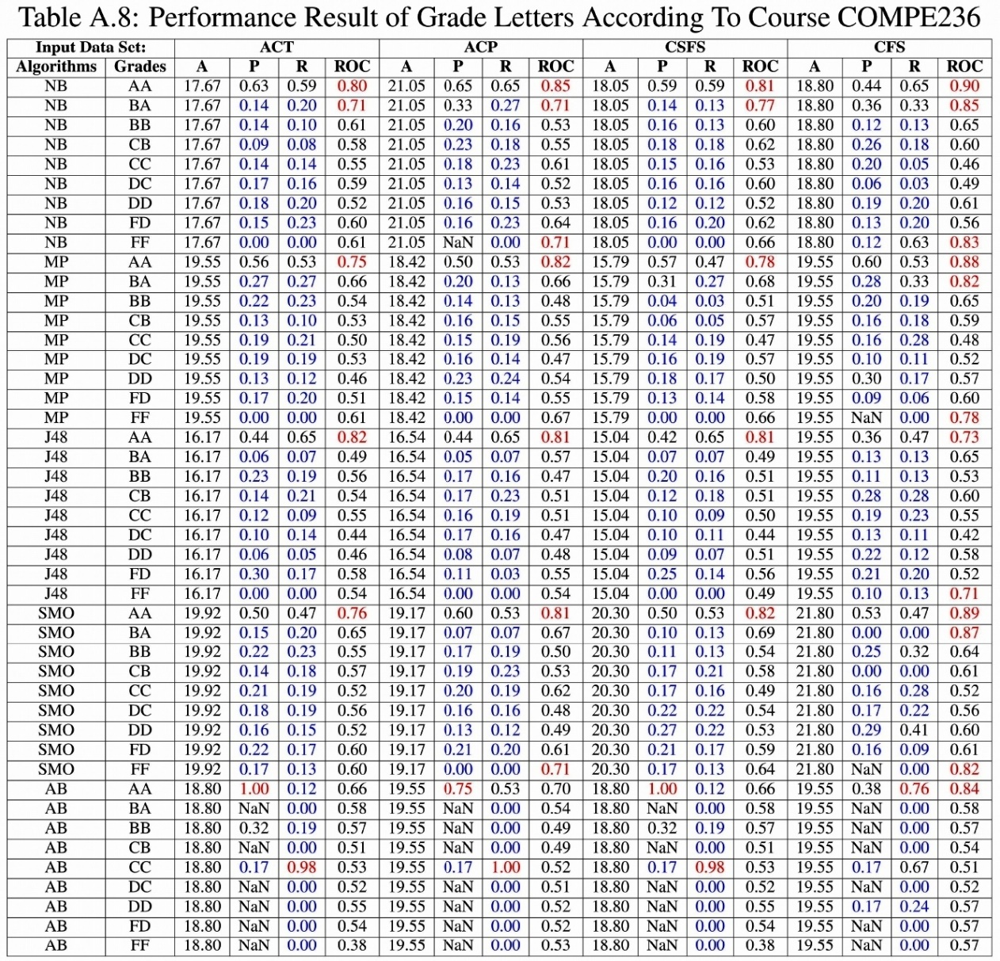 Table A.8: Performance Result of Grade Letters According To Course COMPE236
Input Data Set: ACT ACP CSFS CFS
Algorithms Grades A P R ROC A P R ROC A P R ROC A P R ROC
NB AA 17.67 0.63 0.59 0.80 21.05 0.65 0.65 0.85 18.05 0.59 0.59 0.81 18.80 0.44 0.65 0.90
NB BA 17.67 0.14 0.20 0.71 21.05 0.33 0.27 0.71 18.05 0.14 0.13 0.77 18.80 0.36 0.33 0.85
NB BB 17.67 0.14 0.10 0.61 21.05 0.20 0.16 0.53 18.05 0.16 0.13 0.60 18.80 0.12 0.13 0.65
NB CB 17.67 0.09 0.08 0.58 21.05 0.23 0.18 0.55 18.05 0.18 0.18 0.62 18.80 0.26 0.18 0.60
NB CC 17.67 0.14 0.14 0.55 21.05 0.18 0.23 0.61 18.05 0.15 0.16 0.53 18.80 0.20 0.05 0.46
NB DC 17.67 0.17 0.16 0.59 21.05 0.13 0.14 0.52 18.05 0.16 0.16 0.60 18.80 0.06 0.03 0.49
NB DD 17.67 0.18 0.20 0.52 21.05 0.16 0.15 0.53 18.05 0.12 0.12 0.52 18.80 0.19 0.20 0.61
NB FD 17.67 0.15 0.23 0.60 21.05 0.16 0.23 0.64 18.05 0.16 0.20 0.62 18.80 0.13 0.20 0.56
NB FF 17.67 0.00 0.00 0.61 21.05 NaN 0.00 0.71 18.05 0.00 0.00 0.66 18.80 0.12 0.63 0.83
MP AA 19.55 0.56 0.53 0.75 18.42 0.50 0.53 0.82 15.79 0.57 0.47 0.78 19.55 0.60 0.53 0.88
MP BA 19.55 0.27 0.27 0.66 18.42 0.20 0.13 0.66 15.79 0.31 0.27 0.68 19.55 0.28 0.33 0.82
MP BB 19.55 0.22 0.23 0.54 18.42 0.14 0.13 0.48 15.79 0.04 0.03 0.51 19.55 0.20 0.19 0.65
MP CB 19.55 0.13 0.10 0.53 18.42 0.16 0.15 0.55 15.79 0.06 0.05 0.57 19.55 0.16 0.18 0.59
MP CC 19.55 0.19 0.21 0.50 18.42 0.15 0.19 0.56 15.79 0.14 0.19 0.47 19.55 0.16 0.28 0.48
MP DC 19.55 0.19 0.19 0.53 18.42 0.16 0.14 0.47 15.79 0.16 0.19 0.57 19.55 0.10 0.11 0.52
MP DD 19.55 0.13 0.12 0.46 18.42 0.23 0.24 0.54 15.79 0.18 0.17 0.50 19.55 0.30 0.17 0.57
MP FD 19.55 0.17 0.20 0.51 18.42 0.15 0.14 0.55 15.79 0.13 0.14 0.58 19.55 0.09 0.06 0.60
MP FF 19.55 0.00 0.00 0.61 18.42 0.00 0.00 0.67 15.79 0.00 0.00 0.66 19.55 NaN 0.00 0.78
J48 AA 16.17 0.44 0.65 0.82 16.54 0.44 0.65 0.81 15.04 0.42 0.65 0.81 19.55 0.36 0.47 0.73
J48 BA 16.17 0.06 0.07 0.49 16.54 0.05 0.07 0.57 15.04 0.07 0.07 0.49 19.55 0.13 0.13 0.65
J48 BB 16.17 0.23 0.19 0.56 16.54 0.17 0.16 0.47 15.04 0.20 0.16 0.51 19.55 0.11 0.13 0.53
J48 CB 16.17 0.14 0.21 0.54 16.54 0.17 0.23 0.51 15.04 0.12 0.18 0.51 19.55 0.28 0.28 0.60
J48 CC 16.17 0.12 0.09 0.55 16.54 0.16 0.19 0.51 15.04 0.10 0.09 0.50 19.55 0.19 0.23 0.55
J48 DC 16.17 0.10 0.14 0.44 16.54 0.17 0.16 0.47 15.04 0.10 0.11 0.44 19.55 0.13 0.11 0.42
J48 DD 16.17 0.06 0.05 0.46 16.54 0.08 0.07 0.48 15.04 0.09 0.07 0.51 19.55 0.22 0.12 0.58
J48 FD 16.17 0.30 0.17 0.58 16.54 0.11 0.03 0.55 15.04 0.25 0.14 0.56 19.55 0.21 0.20 0.52
J48 FF 16.17 0.00 0.00 0.54 16.54 0.00 0.00 0.54 15.04 0.00 0.00 0.49 19.55 0.10 0.13 0.71
SMO AA 19.92 0.50 0.47 0.76 19.17 0.60 0.53 0.81 20.30 0.50 0.53 0.82 21.80 0.53 0.47 0.89
SMO BA 19.92 0.15 0.20 0.65 19.17 0.07 0.07 0.67 20.30 0.10 0.13 0.69 21.80 0.00 0.00 0.87
SMO BB 19.92 0.22 0.23 0.55 19.17 0.17 0.19 0.50 20.30 0.11 0.13 0.54 21.80 0.25 0.32 0.64
SMO CB 19.92 0.14 0.18 0.57 19.17 0.19 0.23 0.53 20.30 0.17 0.21 0.58 21.80 0.00 0.00 0.61
SMO CC 19.92 0.21 0.19 0.52 19.17 0.20 0.19 0.62 20.30 0.17 0.16 0.49 21.80 0.16 0.28 0.52
SMO DC 19.92 0.18 0.19 0.56 19.17 0.16 0.16 0.48 20.30 0.22 0.22 0.54 21.80 0.17 0.22 0.56
SMO DD 19.92 0.16 0.15 0.52 19.17 0.13 0.12 0.49 20.30 0.27 0.22 0.53 21.80 0.29 0.41 0.60
SMO FD 19.92 0.22 0.17 0.60 19.17 0.21 0.20 0.61 20.30 0.21 0.17 0.59 21.80 0.16 0.09 0.61
SMO FF 19.92 0.17 0.13 0.60 19.17 0.00 0.00 0.71 20.30 0.17 0.13 0.64 21.80 NaN 0.00 0.82
AB AA 18.80 1.00 0.12 0.66 19.55 0.75 0.53 0.70 18.80 1.00 0.12 0.66 19.55 0.38 0.76 0.84
AB BA 18.80 NaN 0.00 0.58 19.55 NaN 0.00 0.54 18.80 NaN 0.00 0.58 19.55 NaN 0.00 0.58
AB BB 18.80 0.32 0.19 0.57 19.55 NaN 0.00 0.49 18.80 0.32 0.19 0.57 19.55 NaN 0.00 0.57
AB CB 18.80 NaN 0.00 0.51 19.55 NaN 0.00 0.49 18.80 NaN 0.00 0.51 19.55 NaN 0.00 0.54
AB CC 18.80 0.17 0.98 0.53 19.55 0.17 1.00 0.52 18.80 0.17 0.98 0.53 19.55 0.17 0.67 0.51
AB DC 18.80 NaN 0.00 0.52 19.55 NaN 0.00 0.51 18.80 NaN 0.00 0.52 19.55 NaN 0.00 0.52
AB DD 18.80 NaN 0.00 0.55 19.55 NaN 0.00 0.52 18.80 NaN 0.00 0.55 19.55 0.17 0.24 0.57
AB FD 18.80 NaN 0.00 0.54 19.55 NaN 0.00 0.52 18.80 NaN 0.00 0.54 19.55 NaN 0.00 0.57
AB FF 18.80 NaN 0.00 0.38 19.55 NaN 0.00 0.53 18.80 NaN 0.00 0.38 19.55 NaN 0.00 0.57